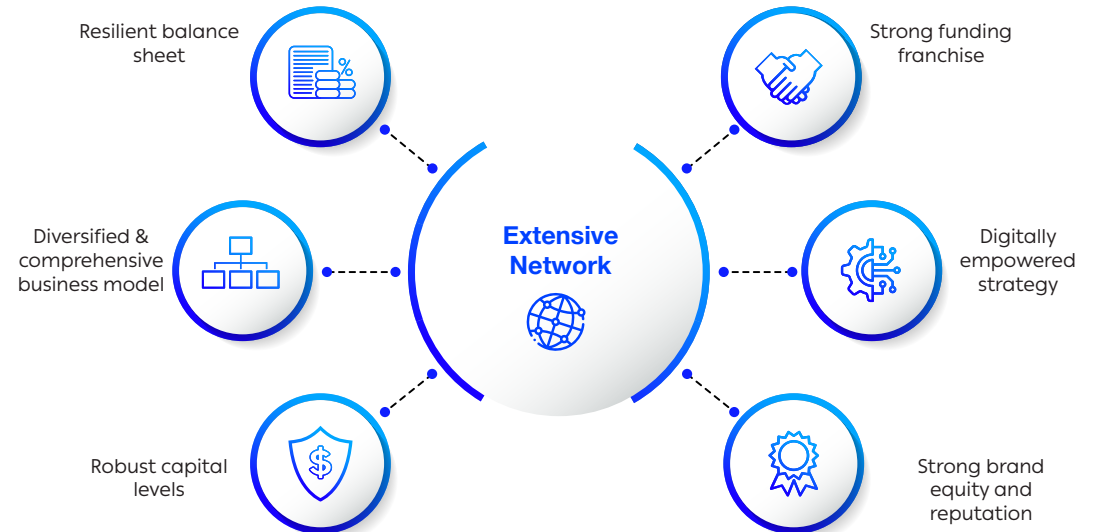 Resilient balance
sheet
Strong funding
franchise
Diversified &
comprehensive
business model
Extensive
Network
Digitally
empowered
strategy
Robust capital
levels
Strong brand
equity and
reputation